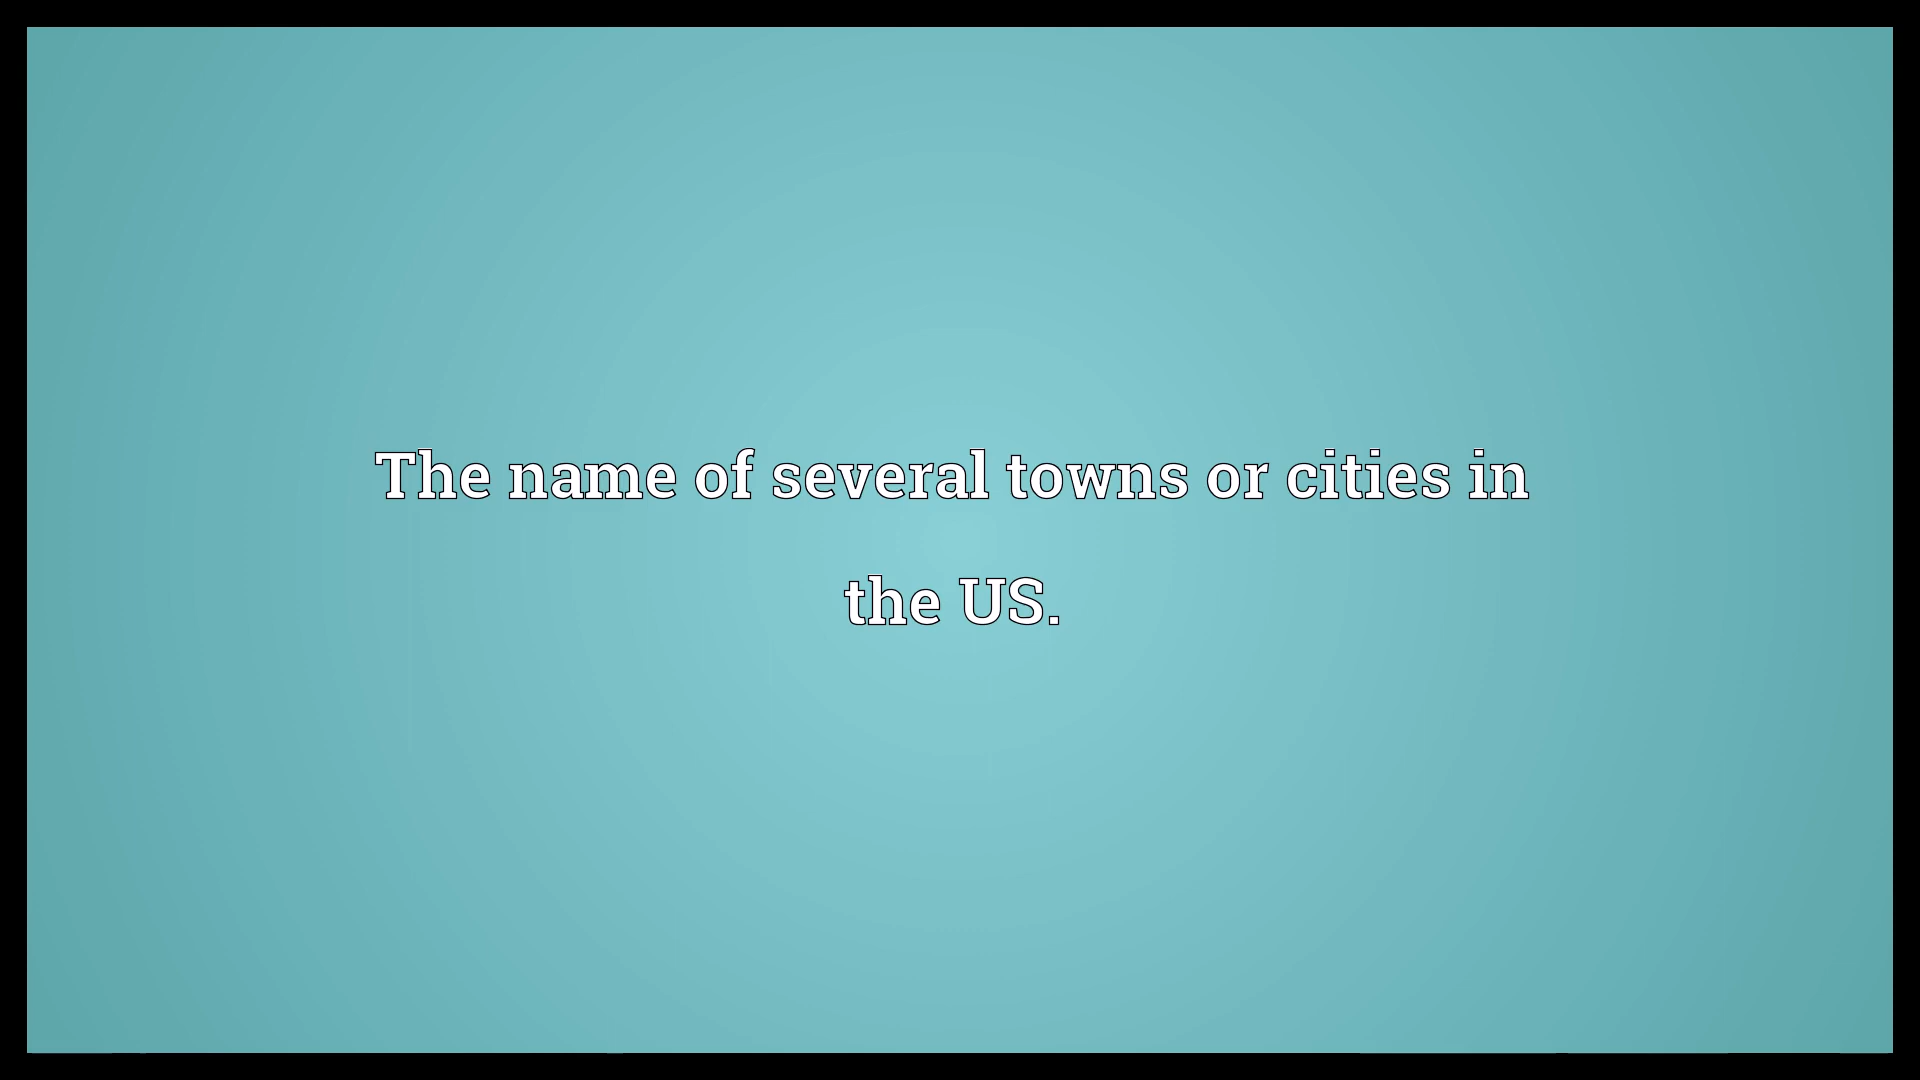 The name of several towns or cities in
the US.